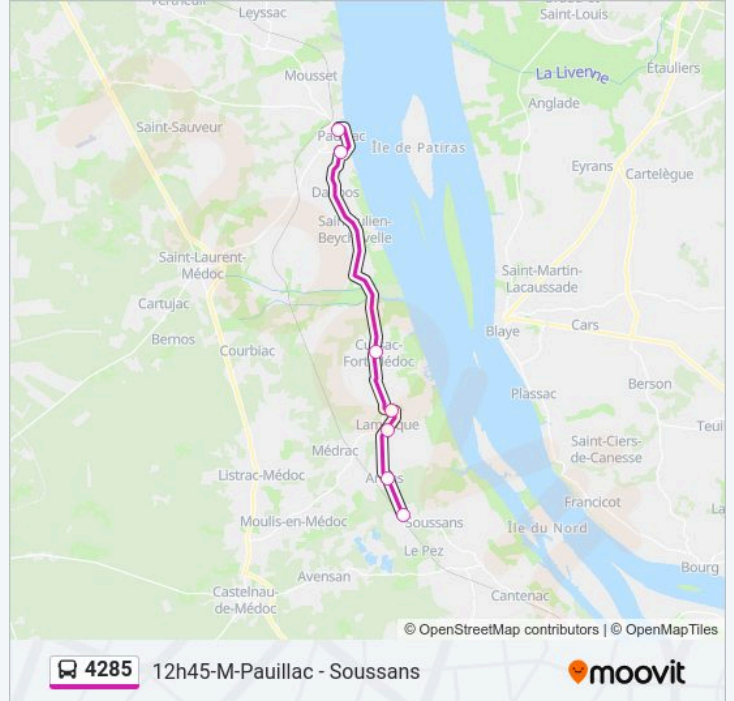 Leyssac
Saint-Louis
Mousset
La Livenne
Étauliers
Anglade
Saint-Sauveur
Île de Patiras
Eyrans
Cartelègue
Saint-Laurent-
Médoc
Saint-Martin-
Lacaussade
Cartujac
Blaye
Cars
Bernos
Courbiac
Berson
Plassac
Médrac
Saint-Ciers-
de-Canesse
Listrac-Médoc
Francicot
Moulis-en-Médoc
Soussans
Île du Nord
Le Pez
Bourg
Avensan
Castelnau-
de-Médoc
Cantenac
© OpenStreetMap contributors | © OpenMapTiles
4285 12h45-M-Pauillac - Soussans moovit